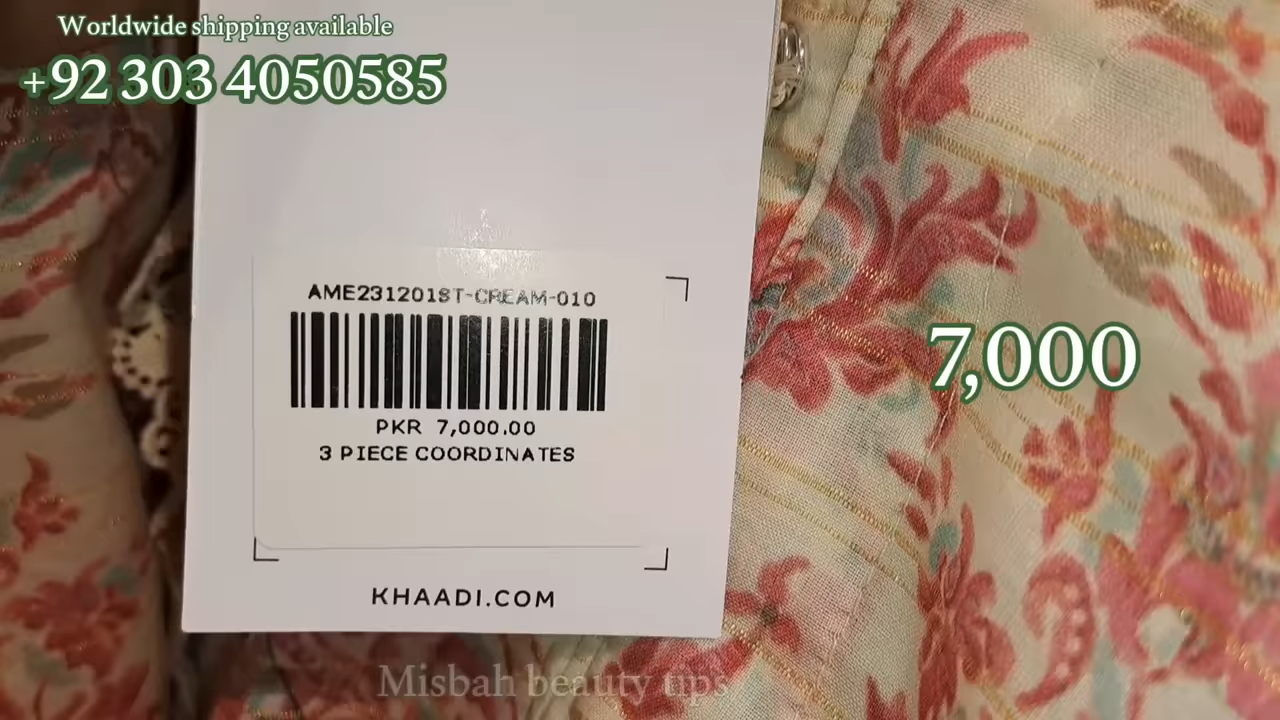 Worldwide shipping available
+92 303 4050585
AME231201ST-CREAM-010
PKR 7,000.00
3 PIECE COORDINATES
7,000
KHAADI.COM
Misbah beauty tips